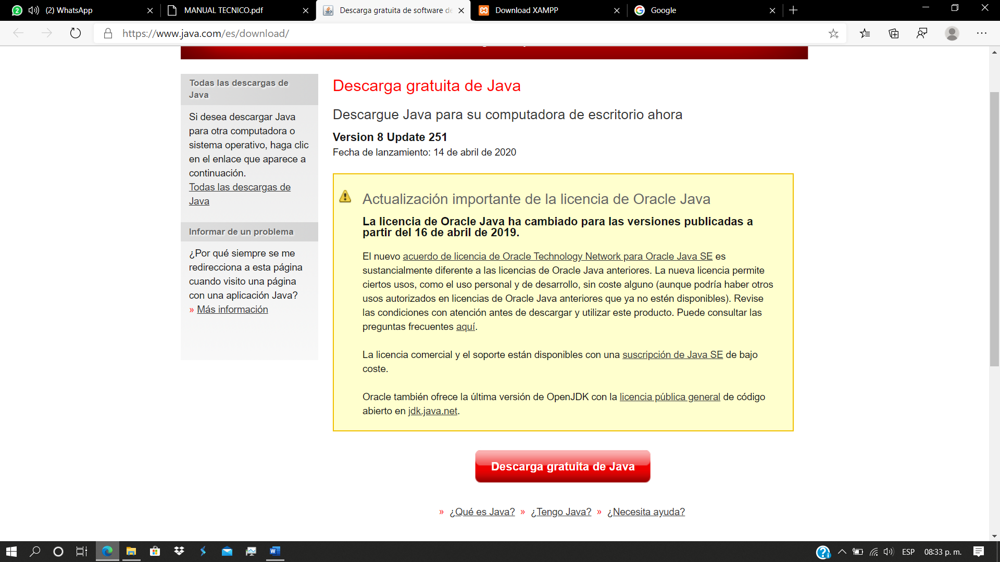 (2) WhatsApp
MANUAL TECNICO.pdf
Descarga gratuita de software de
Download XAMPP
Google
https://www.java.com/es/download/
Todas las descargas de
Java
Si desea descargar Java
para otra computadora o
sistema operativo, haga clic
en el enlace que aparece a
continuación.
Todas las descargas de
Java
Informar de un problema
¿Por qué siempre se me
redirecciona a esta página
cuando visito una página
con una aplicación Java?
» Más información
Descarga gratuita de Java
Descargue Java para su computadora de escritorio ahora
Version 8 Update 251
Fecha de lanzamiento: 14 de abril de 2020
Actualización importante de la licencia de Oracle Java
La licencia de Oracle Java ha cambiado para las versiones publicadas a
partir del 16 de abril de 2019.
El nuevo acuerdo de licencia de Oracle Technology Network para Oracle Java SE es
sustancialmente diferente a las licencias de Oracle Java anteriores. La nueva licencia permite
ciertos usos, como el uso personal y de desarrollo, sin coste alguno (aunque podría haber otros
usos autorizados en licencias de Oracle Java anteriores que ya no estén disponibles). Revise
las condiciones con atención antes de descargar y utilizar este producto. Puede consultar las
preguntas frecuentes aquí.
La licencia comercial y el soporte están disponibles con una suscripción de Java SE de bajo
coste.
Oracle también ofrece la última versión de OpenJDK con la licencia pública general de código
abierto en jdk.java.net.
Descarga gratuita de Java
» ¿Qué es Java? » ¿Tengo Java? » ¿Necesita ayuda?
ESP
08:33 p. m.